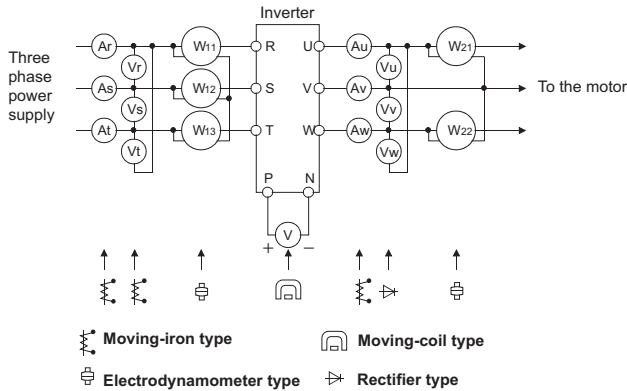 Inverter
Three
phase
power
supply
Ar
Vr
W11
R
U
Au
Vu
W21
As
Vs
W12
S
V
Av
Vv
To the motor
At
Vt
W13
T
W
Aw
Vw
W22
P
N
+
V
−
Moving-iron type
Moving-coil type
Electrodynamometer type
Rectifier type